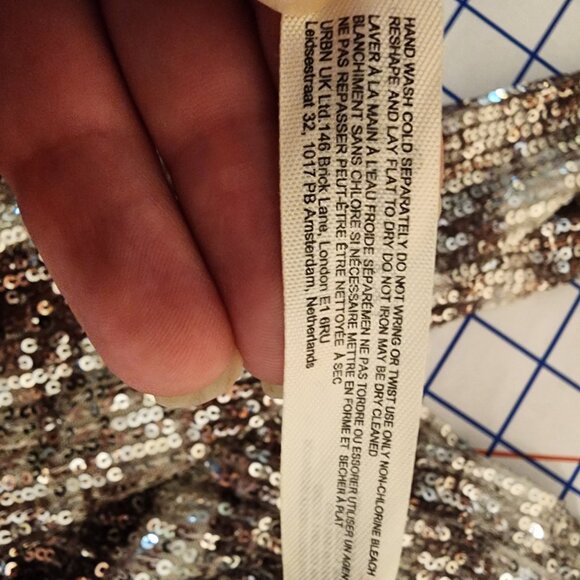 HAND WASH COLD SEPARATELY DO NOT WRING OR TWIST USE ONLY NON-CHLORINE BLEACH
RESHAPE AND LAY FLAT TO DRY DO NOT IRON MAY BE DRY CLEANED
LAVER À LA MAIN À L'EAU FROIDE SÉPARÉMEN NE PAS TORDRE OU ESSORER UTILISER UN AGENT
BLANCHIMENT SANS CHLORE SI NÉCESSAIRE METTRE EN FORME ET SECHER À PLAT
NE PAS REPASSER PEUT-ÊTRE ÊTRE NETTOYÉE À SEC
URBN UK Ltd.146 Brick Lane, London E1 6RU
Leidsestraat 32, 1017 PB Amsterdam, Netherlands